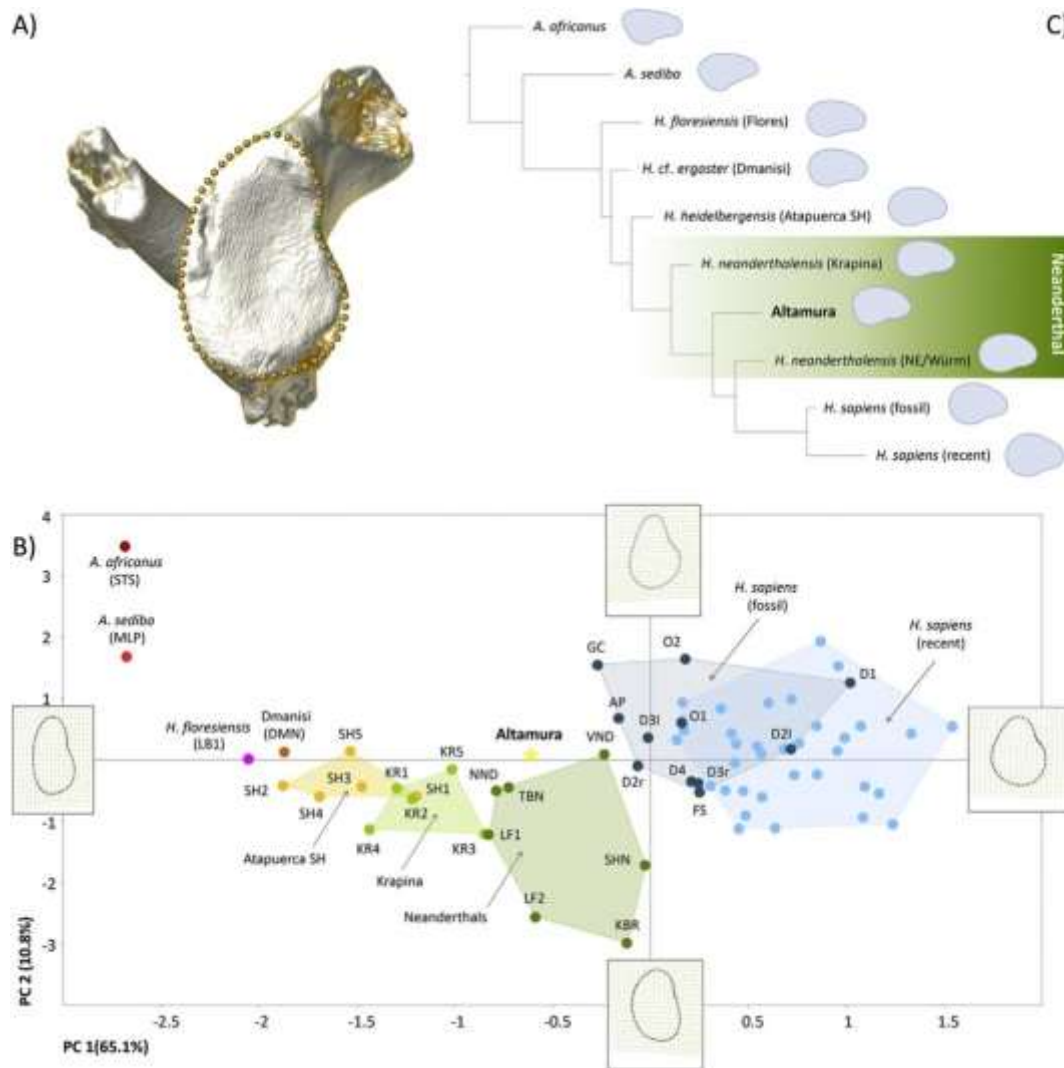 A)
C)
A. africanus
A. sediba
H. floresiensis (Flores)
H. cf. ergaster (Dmanisi)
H. heidelbergensis (Atapuerca SH)
H. neanderthalensis (Krapina)
Altamura
H. neanderthalensis (NE/Würm)
H. sapiens (fossil)
H. sapiens (recent)
Neanderthal
B)
4
3
2
1
0
-1
-2
-3
PC 2 (10.8%)
A. africanus
(STS)
A. sediba
(MLP)
H. floresiensis
(LB1)
Dmanisi
(DMN)
SH5
SH2
SH3
SH4
SH1
Atapuerca SH
KR5
KR1
KR2
KR4
KR3
Krapina
Altamura
NND
TBN
VND
LF1
LF2
SHN
KBR
Neanderthals
GC
O2
AP
D3l
O1
D1
D2l
D2r
D4
D3r
FS
H. sapiens
(fossil)
H. sapiens
(recent)
-2.5
-2
-1.5
-1
-0.5
0.5
1
1.5
2
PC 1(65.1%)